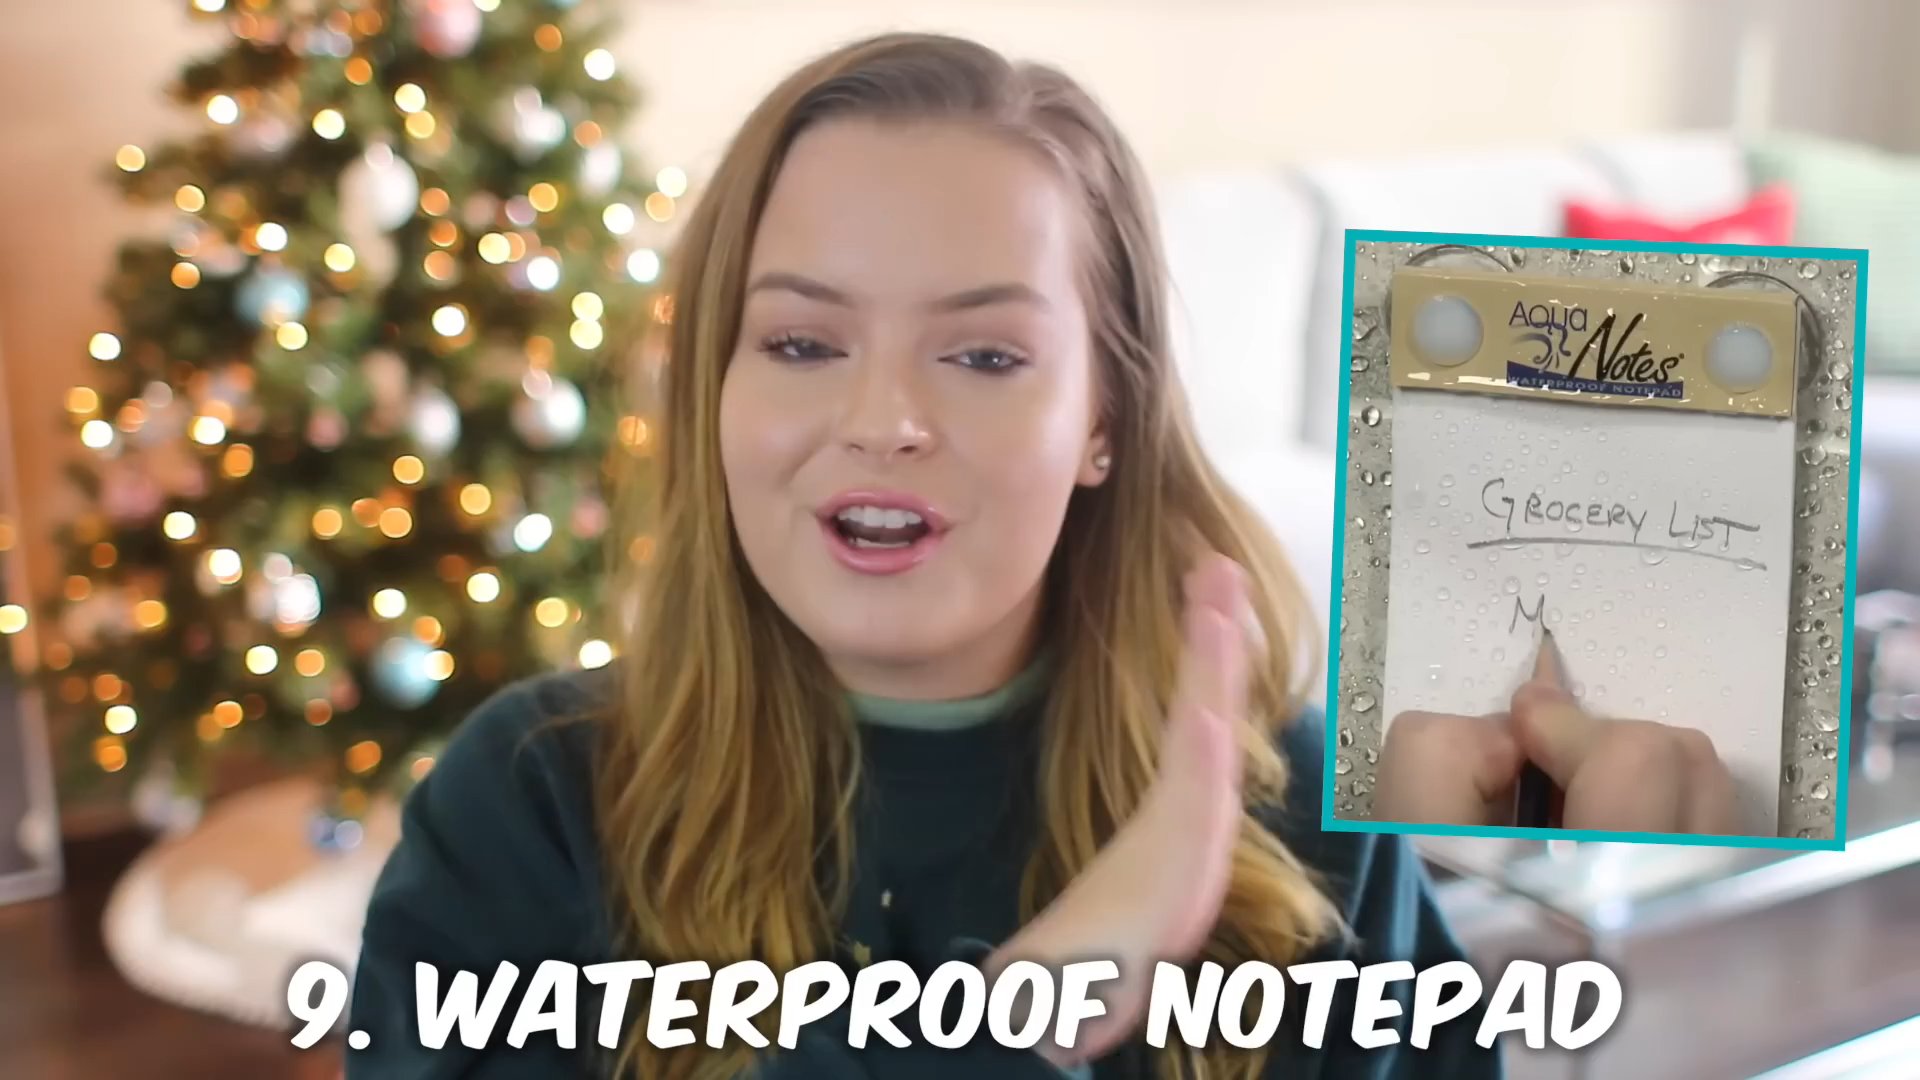 AQUA
Notes
WATERPROOF NOTEPAD
GROCERY LIST
M
9. WATERPROOF NOTEPAD